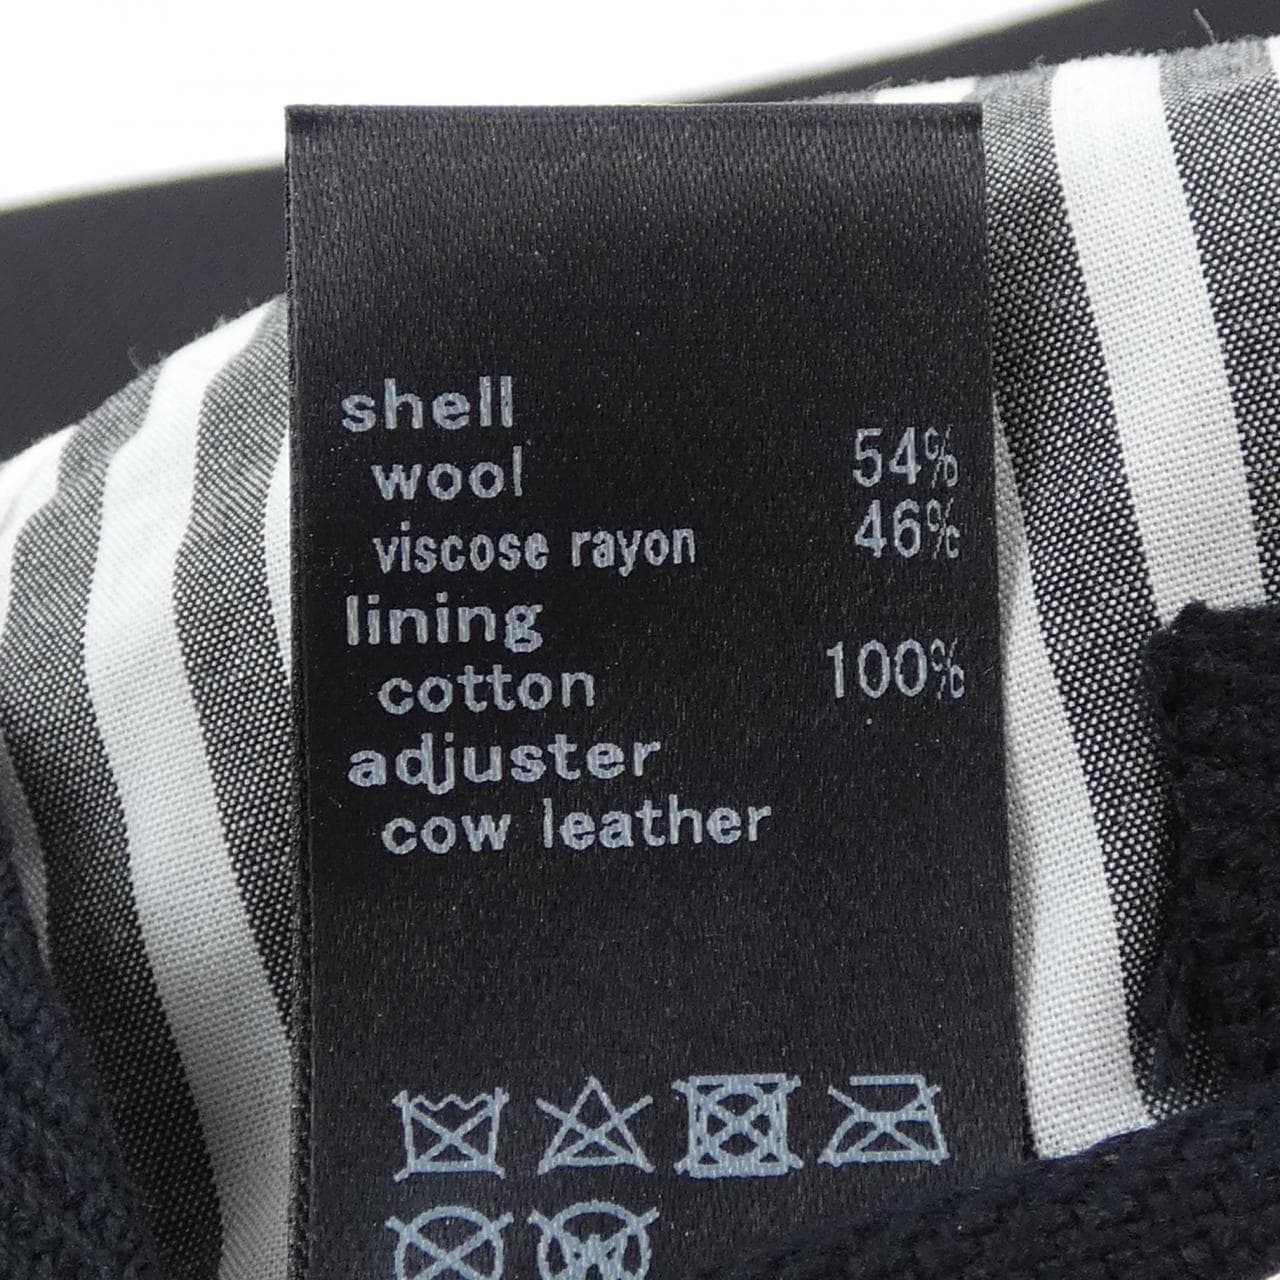 shell
wool 54%
viscose rayon 46%
lining
cotton 100%
adjuster
cow leather